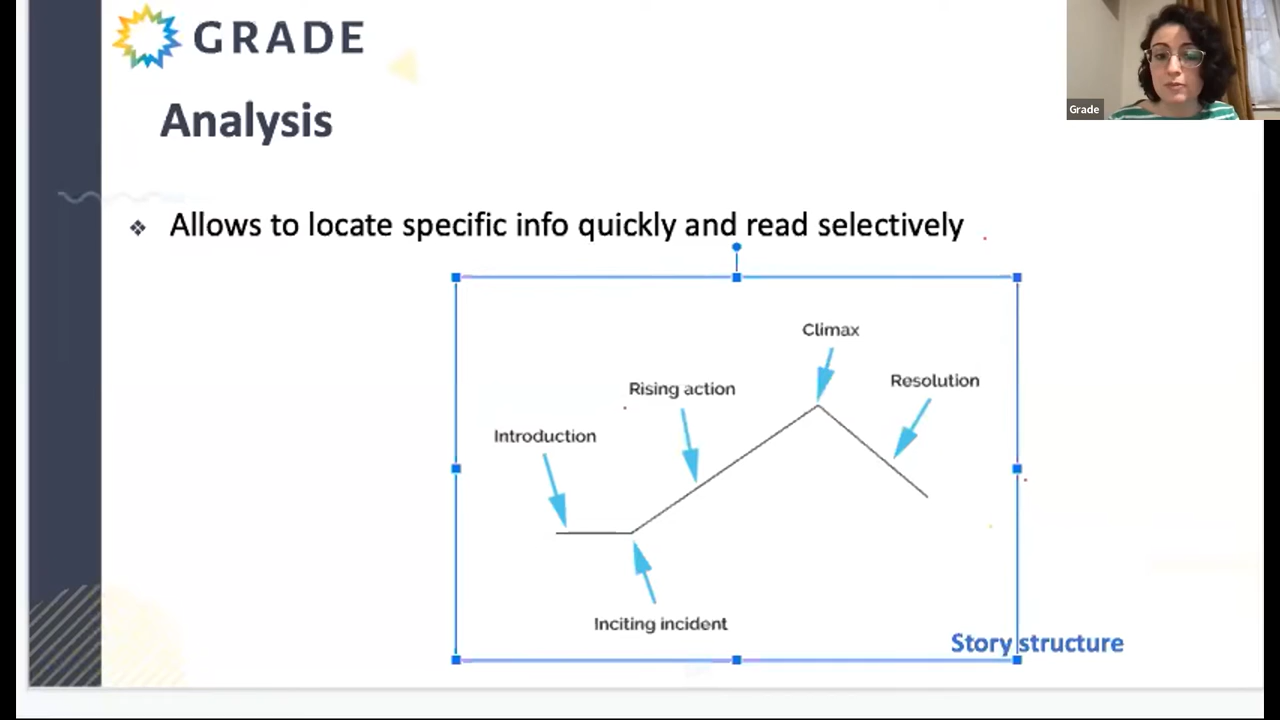 GRADE
Grade
Analysis
❖ Allows to locate specific info quickly and read selectively
Climax
Resolution
Rising action
Introduction
Inciting incident
Story structure